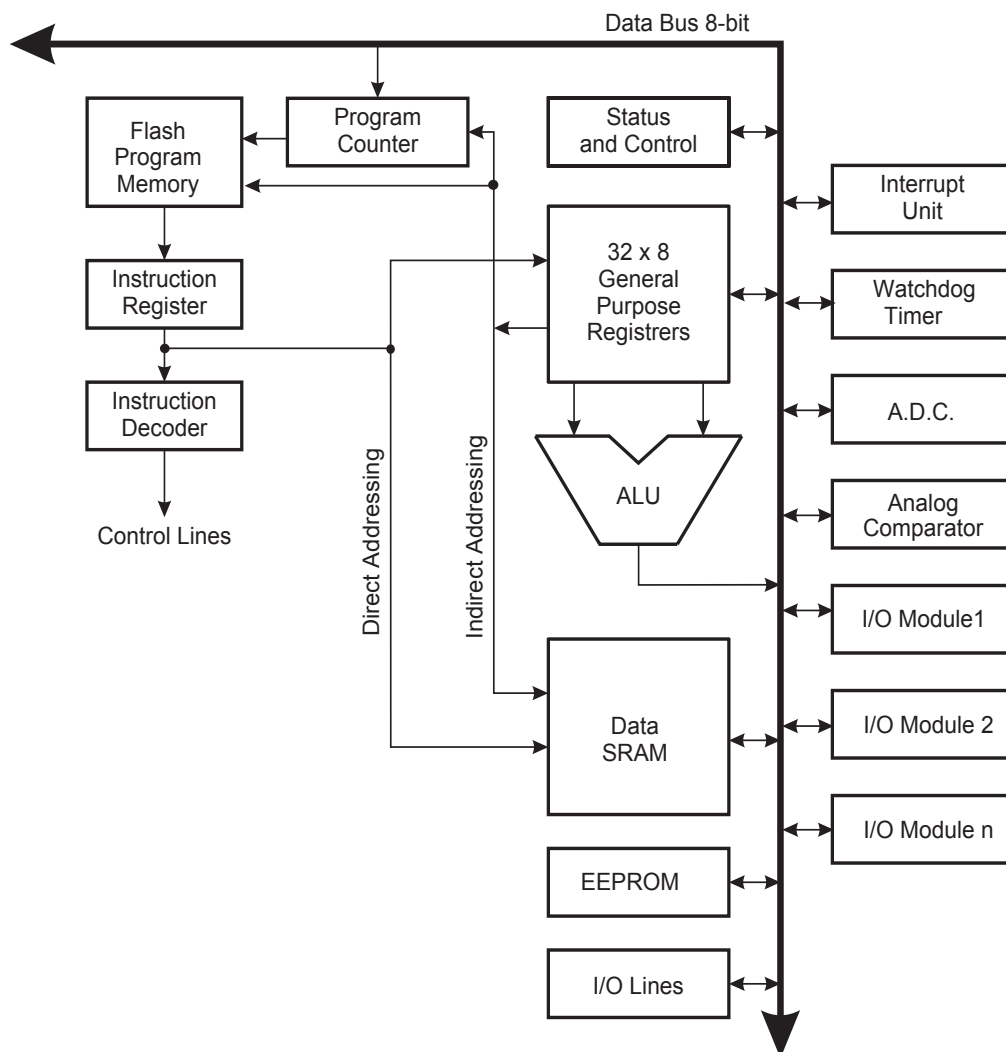 Data Bus 8-bit
Flash
Program
Memory
Program
Counter
Status
and Control
Interrupt
Unit
32 x 8
General
Purpose
Registrers
Instruction
Register
Watchdog
Timer
Instruction
Decoder
A.D.C.
Direct Addressing
Indirect Addressing
ALU
Analog
Comparator
Control Lines
I/O Module1
Data
SRAM
I/O Module 2
I/O Module n
EEPROM
I/O Lines